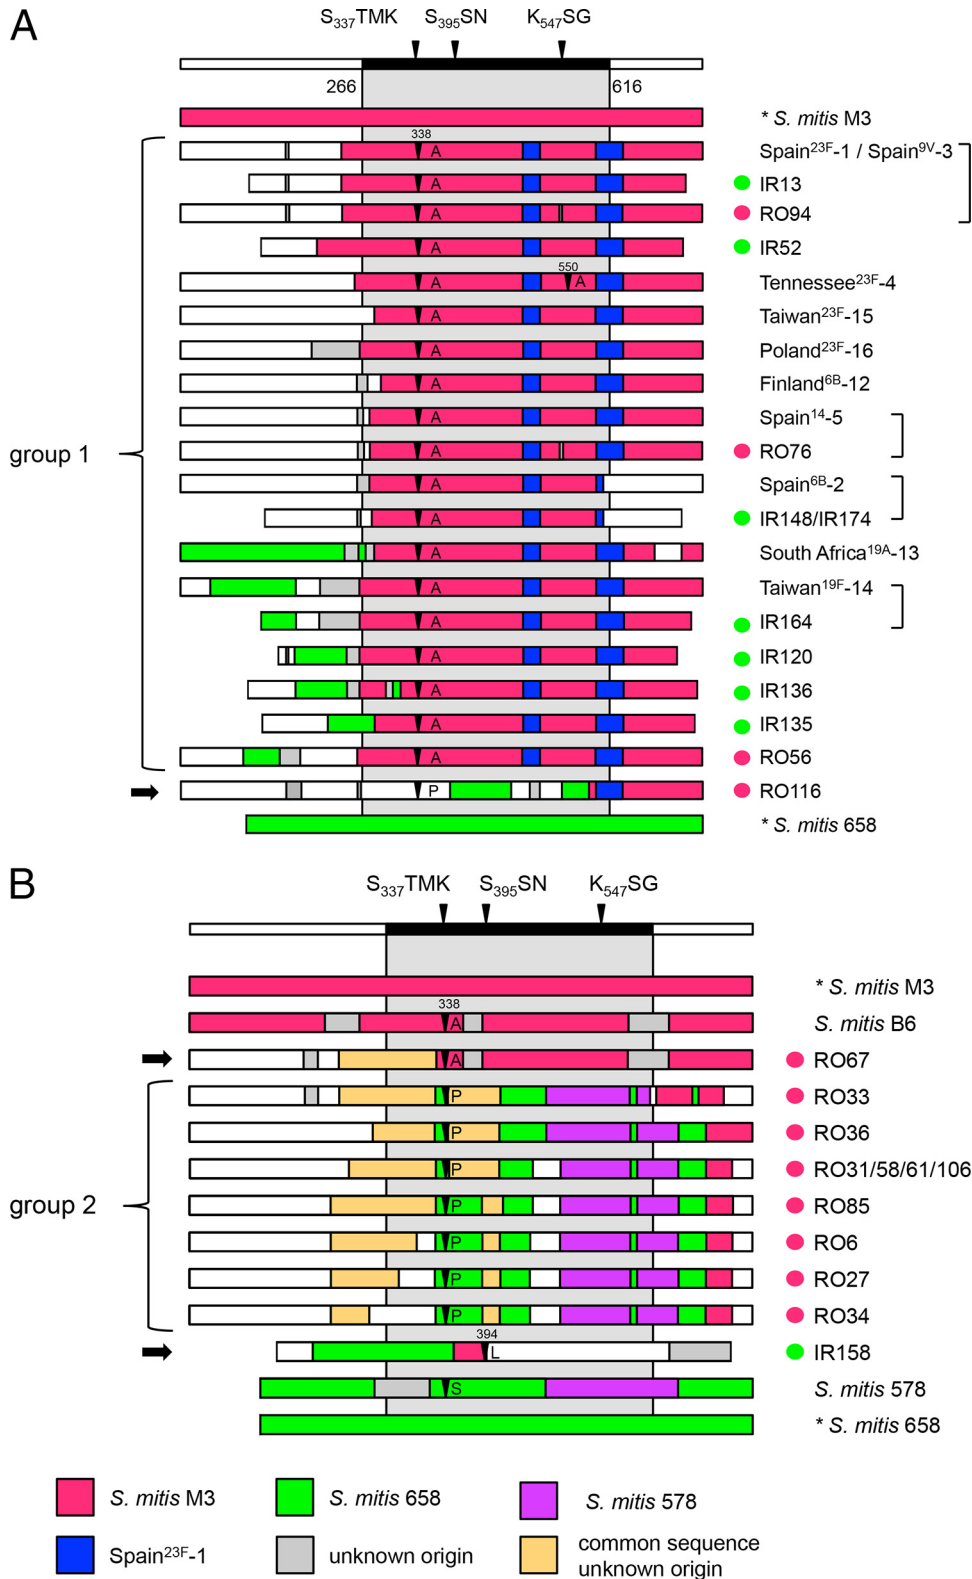 A
S337TMK S395SN K547SG
266 616
* S. mitis M3
338
A Spain23F-1 / Spain9V-3
A IR13
A RO94
A IR52
550
A A Tennessee23F-4
A Taiwan23F-15
A Poland23F-16
A Finland6B-12
A Spain14-5
group 1
A RO76
A Spain6B-2
A IR148/IR174
A South Africa19A-13
A Taiwan19F-14
A IR164
A IR120
A IR136
A IR135
A RO56
P RO116
* S. mitis 658
B
S337TMK S395SN K547SG
* S. mitis M3
338
A S. mitis B6
A RO67
P RO33
P RO36
P RO31/58/61/106
group 2
P RO85
P RO6
P RO27
P RO34
394
L IR158
S S. mitis 578
* S. mitis 658
S. mitis M3 S. mitis 658 S. mitis 578
Spain23F-1 unknown origin common sequence
unknown origin